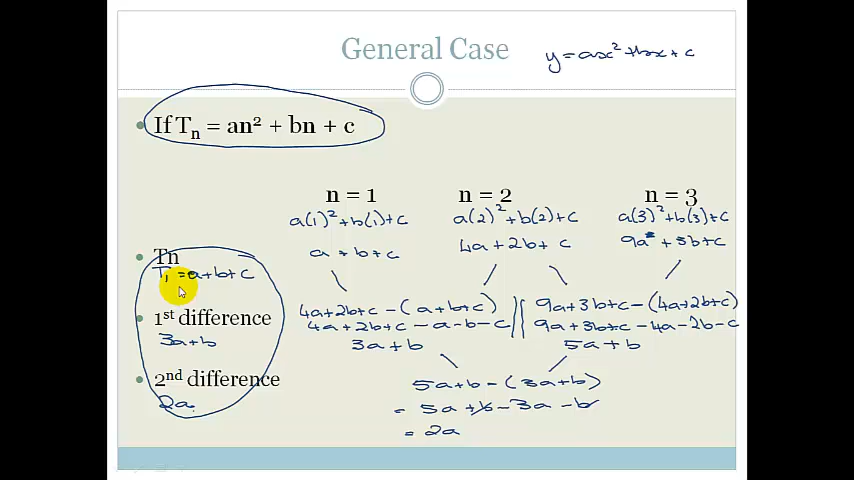 General Case
y = ax² + bx + c
If Tn = an² + bn + c
n = 1 n = 2 n = 3
a(1)² + b(1) + c a(2)² + b(2) + c a(3)² + b(3) + c
a + b + c 4a + 2b + c 9a + 3b + c
Tn
T₁ = a + b + c
4a + 2b + c - (a + b + c) 9a + 3b + c - (4a + 2b + c)
1st difference
4a + 2b + c - a - b - c 9a + 3b + c - 4a - 2b - c
3a + b
3a + b 5a + b
2nd difference
5a + b - (3a + b)
2a
= 5a + b - 3a - b
= 2a